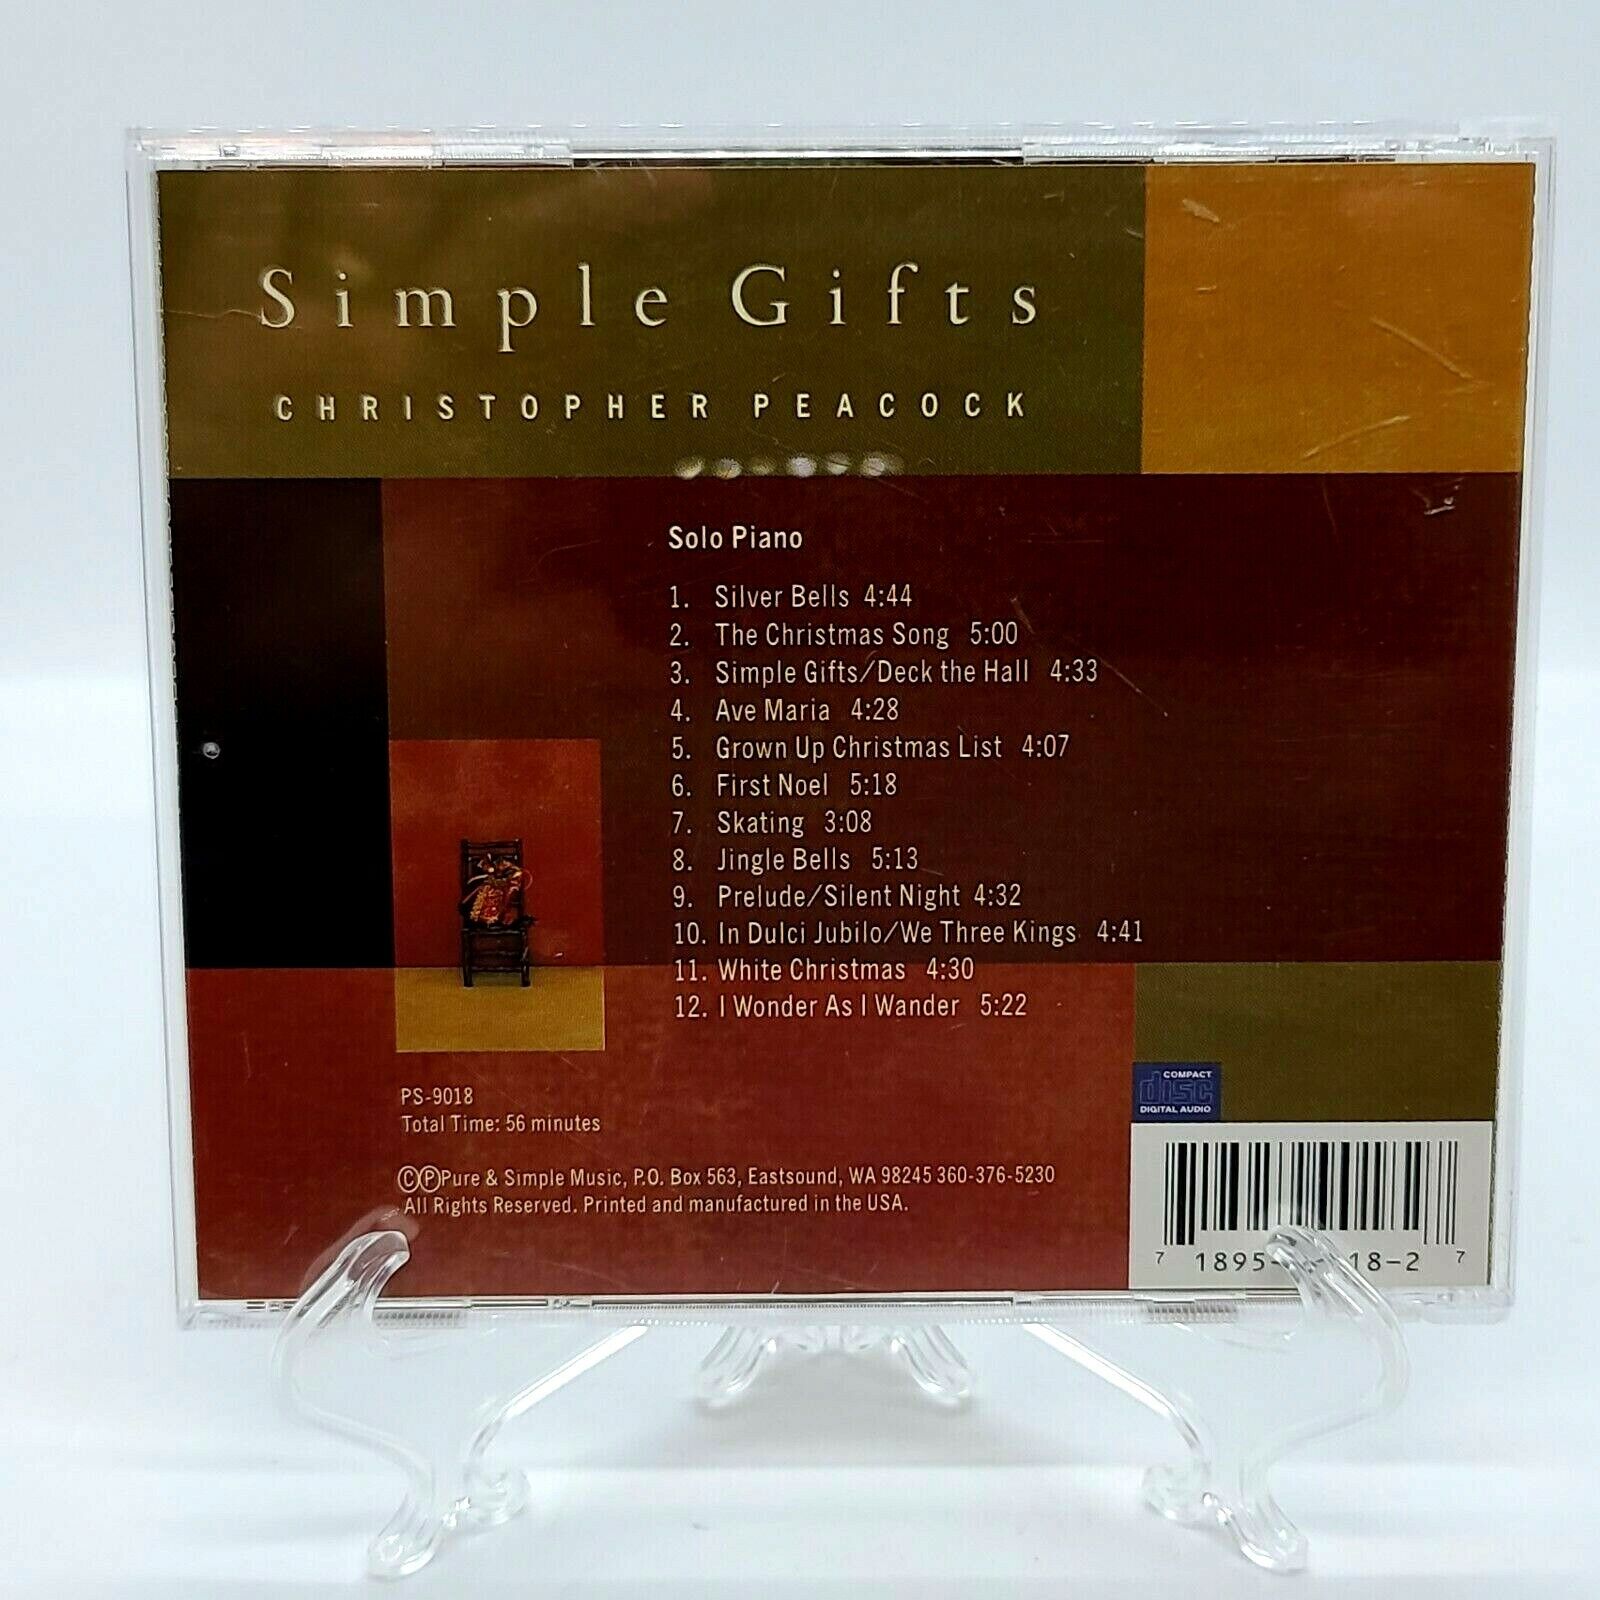 Simple Gifts
CHRISTOPHER PEACOCK
Solo Piano
1. Silver Bells 4:44
2. The Christmas Song 5:00
3. Simple Gifts/Deck the Hall 4:33
4. Ave Maria 4:28
5. Grown Up Christmas List 4:07
6. First Noel 5:18
7. Skating 3:08
8. Jingle Bells 5:13
9. Prelude/Silent Night 4:32
10. In Dulci Jubilo/We Three Kings 4:41
11. White Christmas 4:30
12. I Wonder As I Wander 5:22
PS-9018
Total Time: 56 minutes
©℗Pure & Simple Music, P.O. Box 563, Eastsound, WA 98245 360-376-5230
All Rights Reserved. Printed and manufactured in the USA.
COMPACT
disc
DIGITAL AUDIO
7 1895 18-2 7